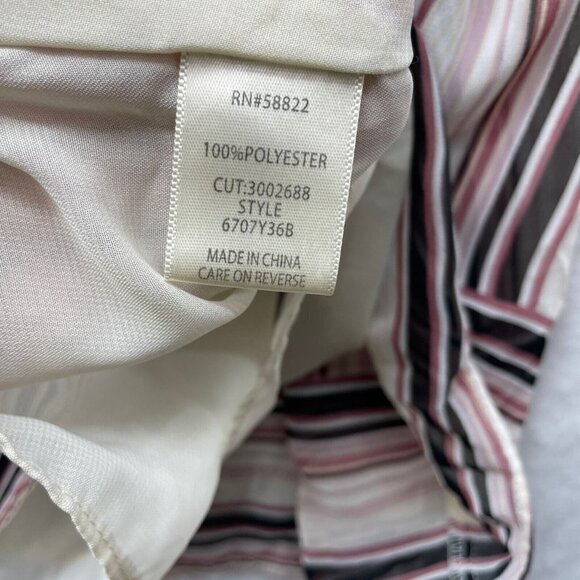 RN#58822
100%POLYESTER
CUT:3002688
STYLE
6707Y36B
MADE IN CHINA
CARE ON REVERSE